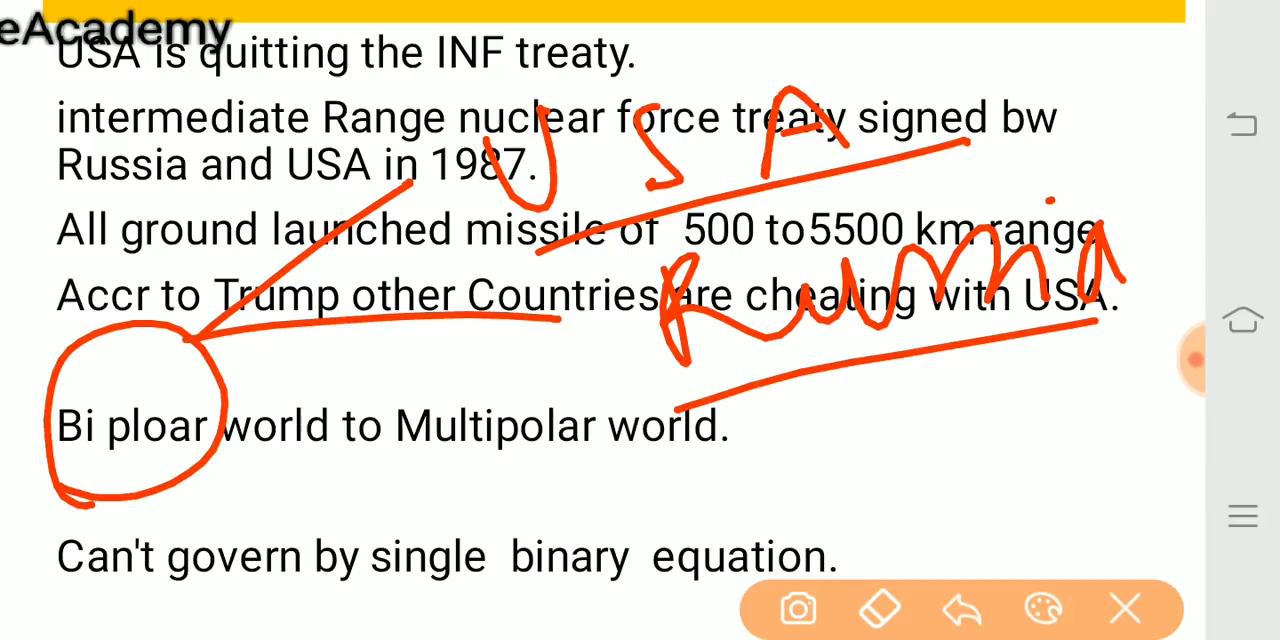 eAcademy
USA is quitting the INF treaty.
intermediate Range nuclear force treaty signed bw
Russia and USA in 1987.
All ground launched missile of 500 to5500 km range
Accr to Trump other Countries are cheating with USA.
Bi ploar world to Multipolar world.
Can't govern by single binary equation.
USA
Russia